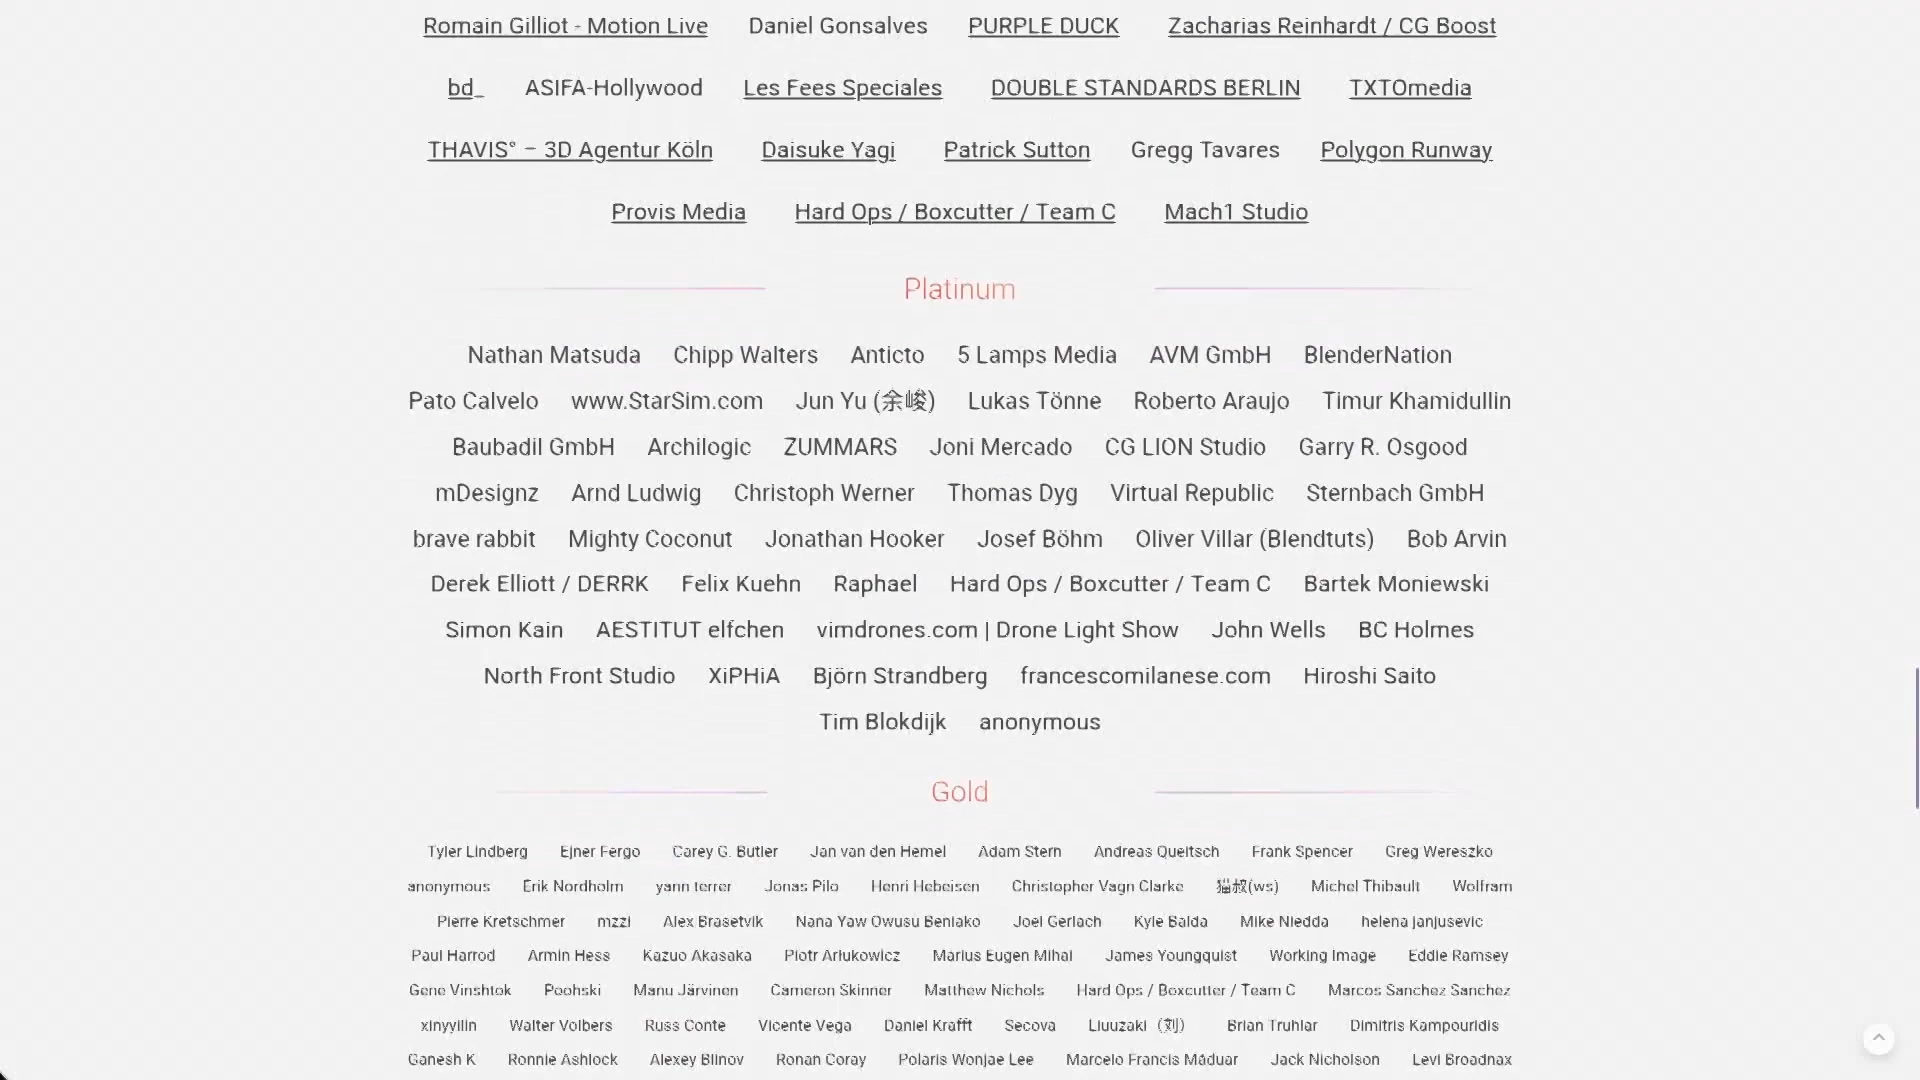 Romain Gilliot - Motion Live Daniel Gonsalves PURPLE DUCK Zacharias Reinhardt / CG Boost
bd_ ASIFA-Hollywood Les Fees Speciales DOUBLE STANDARDS BERLIN TXTOmedia
THAVIS° – 3D Agentur Köln Daisuke Yagi Patrick Sutton Gregg Tavares Polygon Runway
Provis Media Hard Ops / Boxcutter / Team C Mach1 Studio
Platinum
Nathan Matsuda Chipp Walters Anticto 5 Lamps Media AVM GmbH BlenderNation
Pato Calvelo www.StarSim.com Jun Yu (余峻) Lukas Tönne Roberto Araujo Timur Khamidullin
Baubadil GmbH Archilogic ZUMMARS Joni Mercado CG LION Studio Garry R. Osgood
mDesignz Arnd Ludwig Christoph Werner Thomas Dyg Virtual Republic Sternbach GmbH
brave rabbit Mighty Coconut Jonathan Hooker Josef Böhm Oliver Villar (Blendtuts) Bob Arvin
Derek Elliott / DERRK Felix Kuehn Raphael Hard Ops / Boxcutter / Team C Bartek Moniewski
Simon Kain AESTITUT elfchen vimdrones.com | Drone Light Show John Wells BC Holmes
North Front Studio XiPHiA Björn Strandberg francescomilanese.com Hiroshi Saito
Tim Blokdijk anonymous
Gold
Tyler Lindberg Ejner Fergo Carey G. Butler Jan van den Hemel Adam Stern Andreas Queitsch Frank Spencer Greg Wereszko
anonymous Erik Nordholm yann terrer Jonas Pilo Henri Hebeisen Christopher Vagn Clarke 猫叔(ws) Michel Thibault Wolfram
Pierre Kretschmer mzzl Alex Brasetvik Nana Yaw Owusu Beniako Joel Gerlach Kyle Balda Mike Niedda helena janjusevic
Paul Harrod Armin Hess Kazuo Akasaka Piotr Arłukowicz Marius Eugen Mihai James Youngquist Working Image Eddie Ramsey
Gene Vinshtok Poohski Manu Järvinen Cameron Skinner Matthew Nichols Hard Ops / Boxcutter / Team C Marcos Sanchez Sanchez
xinyyilin Walter Volbers Russ Conte Vicente Vega Daniel Krafft Secova Liuuzaki（刘） Brian Truhlar Dimitris Kampouridis
Ganesh K Ronnie Ashlock Alexey Blinov Ronan Coray Polaris Wonjae Lee Marcelo Francis Máduar Jack Nicholson Levi Broadnax